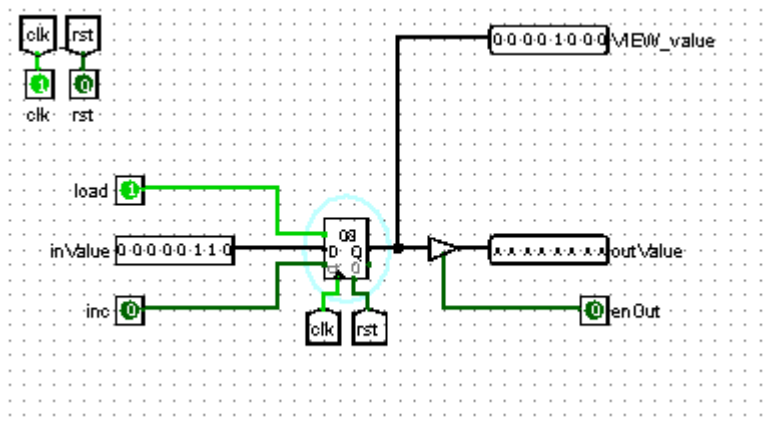 clk rst
1 0
clk rst
0 0 0 0 1 0 0 0 VIEW_value
load 1
08
inValue 0 0 0 0 0 1 1 0
D Q
x x x x x x x x outValue
inc 0
0
clk rst
0 enOut